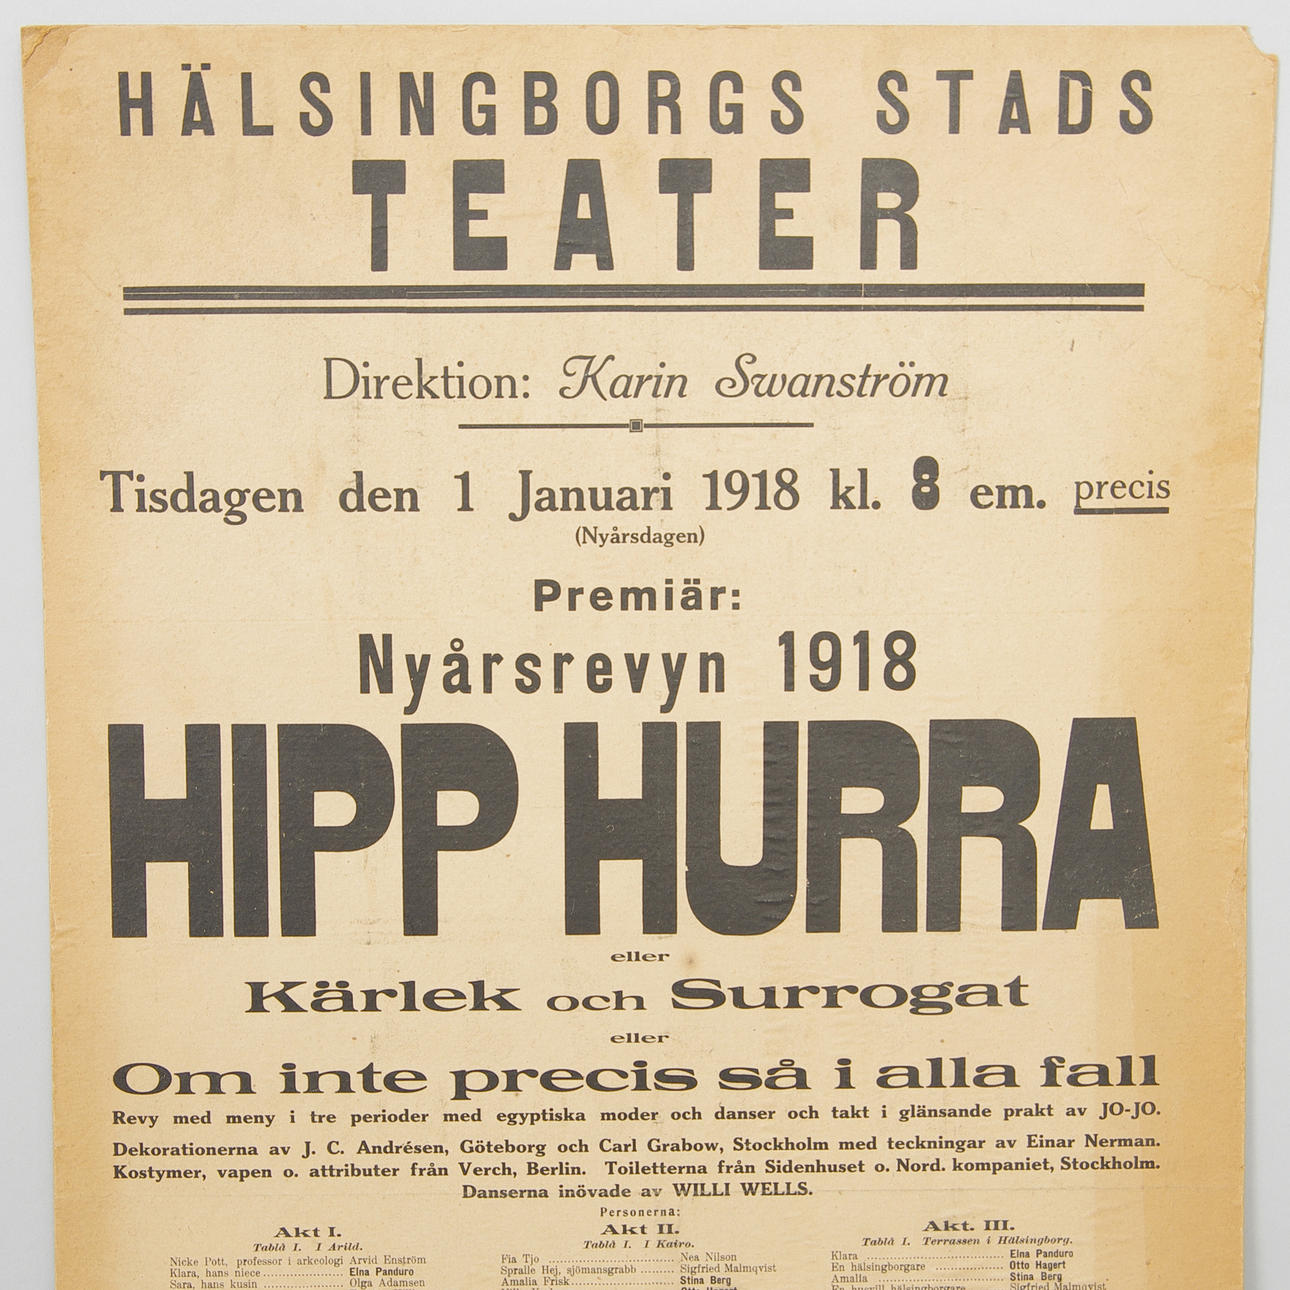 HÄLSINGBORGS STADS
TEATER
Direktion: Karin Swanström
Tisdagen den 1 Januari 1918 kl. 8 em. precis
(Nyårsdagen)
Premiär:
Nyårsrevyn 1918
HIPP HURRA
eller
Kärlek och Surrogat
eller
Om inte precis så i alla fall
Revy med meny i tre perioder med egyptiska moder och danser och takt i glänsande prakt av JO-JO.
Dekorationerna av J. C. Andrésen, Göteborg och Carl Grabow, Stockholm med teckningar av Einar Nerman.
Kostymer, vapen o. attributer från Verch, Berlin. Toiletterna från Sidenhuset o. Nord. kompaniet, Stockholm.
Danserna inövade av WILLI WELLS.
Personerna:
Akt I.
Tablå I. I Arild.
Nicke Pott, professor i arkeologi Arvid Enström
Klara, hans niece Elna Panduro
Sara, hans kusin Olga Adamsen
Akt II.
Tablå I. I Kairo.
Fia Tjo Nea Nilson
Spralle Hej, sjömansgrabb Sigfried Malmqvist
Amalia Frisk Stina Berg
Akt. III.
Tablå I. Terrassen i Hälsingborg.
Klara Elna Panduro
En hälsingborgare Otto Hagert
Amalla Stina Berg
hälsingborgare Sigfried Malmqvist